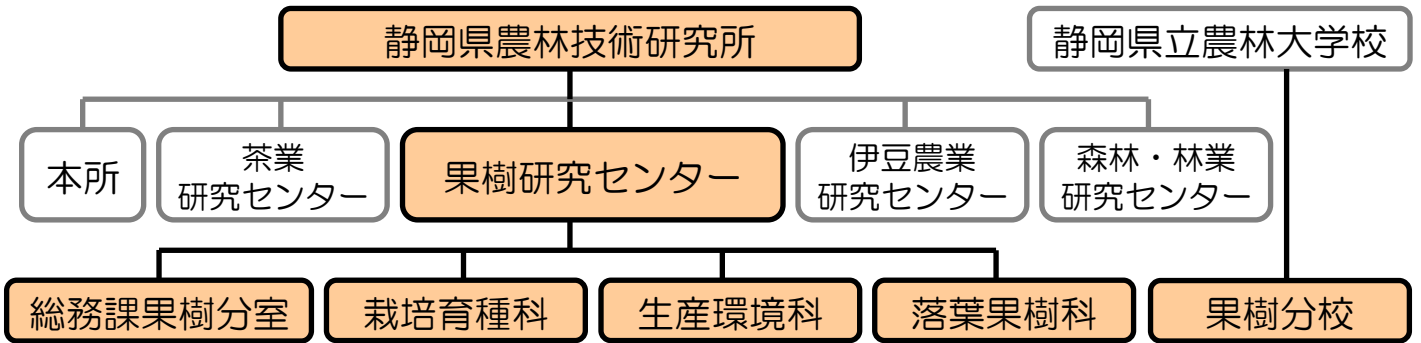 静岡県農林技術研究所
静岡県立農林大学校
本所
茶業
研究センター
果樹研究センター
伊豆農業
研究センター
森林・林業
研究センター
総務課果樹分室
栽培育種科
生産環境科
落葉果樹科
果樹分校